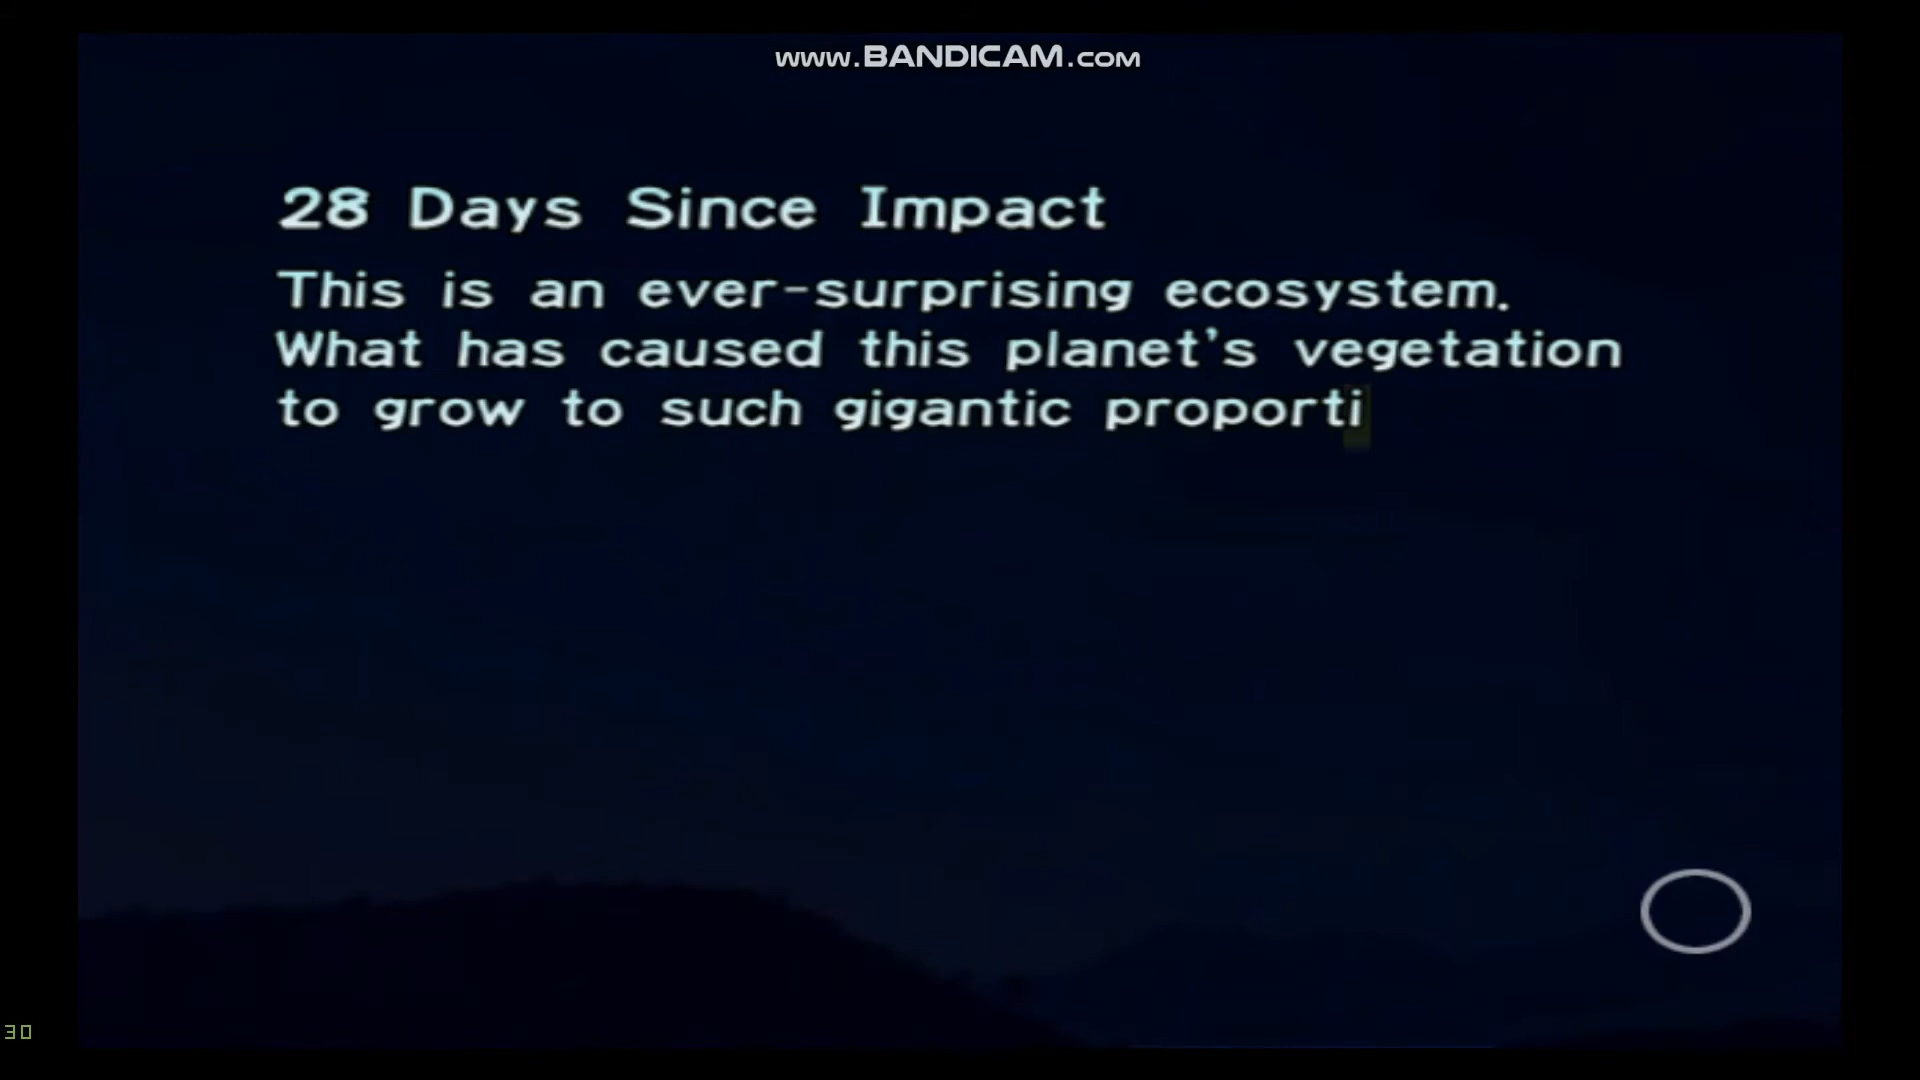 www.BANDICAM.com
28 Days Since Impact
This is an ever-surprising ecosystem.
What has caused this planet's vegetation
to grow to such gigantic proporti
30